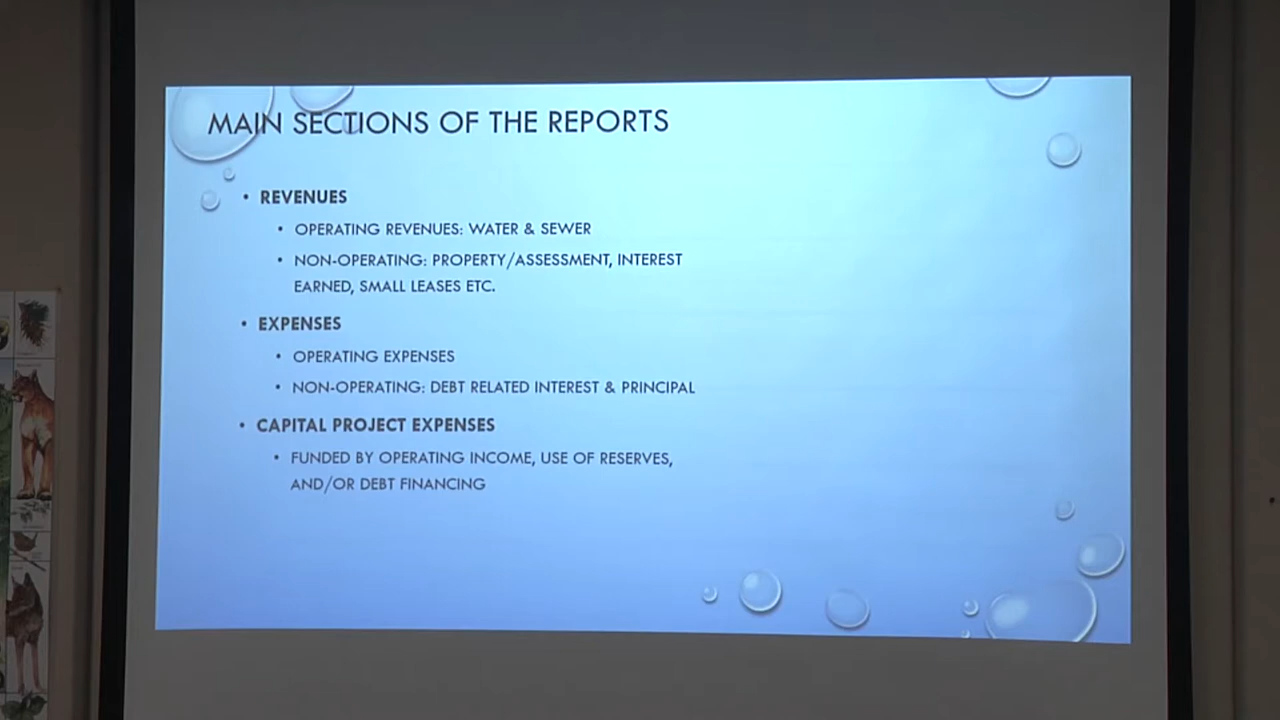 MAIN SECTIONS OF THE REPORTS
• REVENUES
• OPERATING REVENUES: WATER & SEWER
• NON-OPERATING: PROPERTY/ASSESSMENT, INTEREST
EARNED, SMALL LEASES ETC.
• EXPENSES
• OPERATING EXPENSES
• NON-OPERATING: DEBT RELATED INTEREST & PRINCIPAL
• CAPITAL PROJECT EXPENSES
• FUNDED BY OPERATING INCOME, USE OF RESERVES,
AND/OR DEBT FINANCING